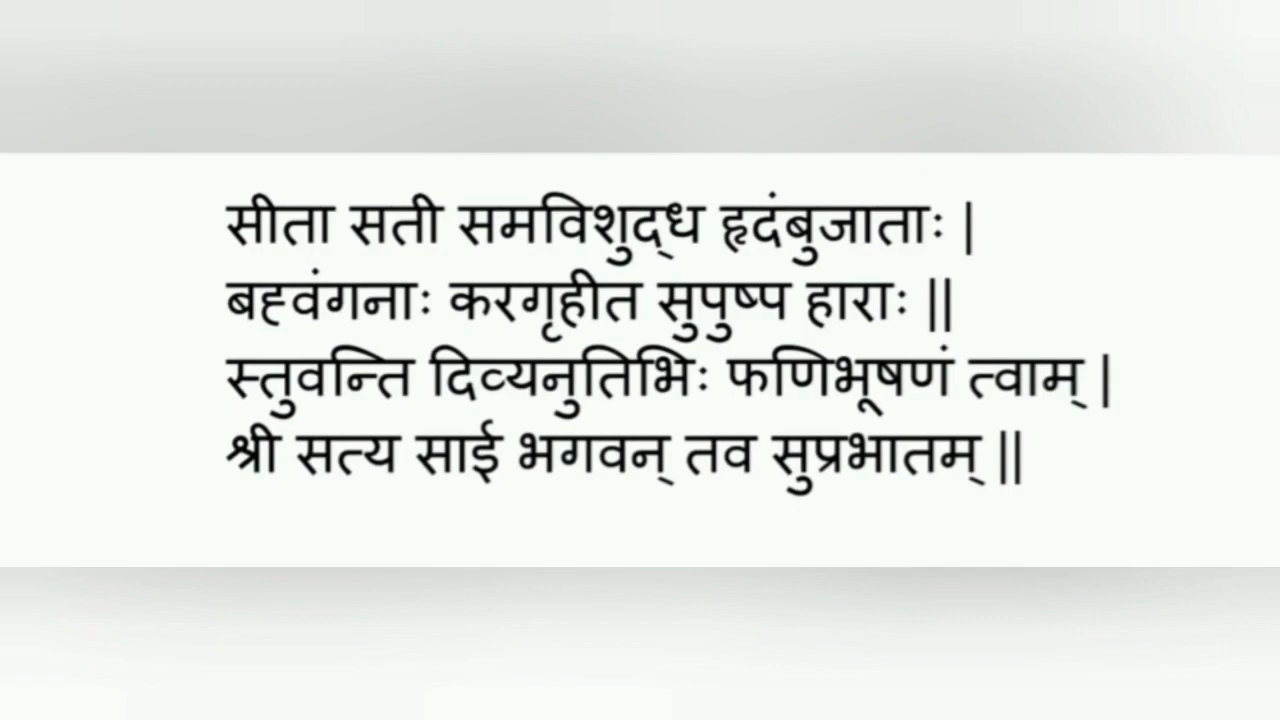 सीता सती समविशुद्ध हृदंबुजाताः |
बह्वंगनाः करगृहीत सुपुष्प हाराः ||
स्तुवन्ति दिव्यनुतिभिः फणिभूषणं त्वाम् |
श्री सत्य साई भगवन् तव सुप्रभातम् ||